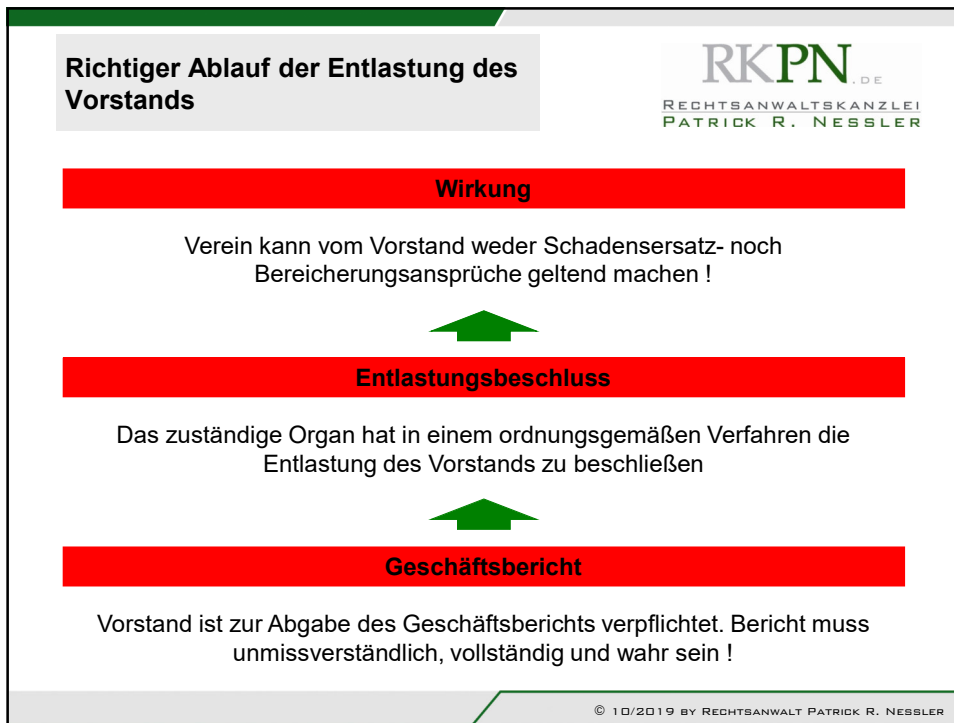 Richtiger Ablauf der Entlastung des
Vorstands
RKPN.DE
RECHTSANWALTSKANZLEI
PATRICK R. NESSLER
Wirkung
Verein kann vom Vorstand weder Schadensersatz- noch
Bereicherungsansprüche geltend machen !
Entlastungsbeschluss
Das zuständige Organ hat in einem ordnungsgemäßen Verfahren die
Entlastung des Vorstands zu beschließen
Geschäftsbericht
Vorstand ist zur Abgabe des Geschäftsberichts verpflichtet. Bericht muss
unmissverständlich, vollständig und wahr sein !
© 10/2019 BY RECHTSANWALT PATRICK R. NESSLER